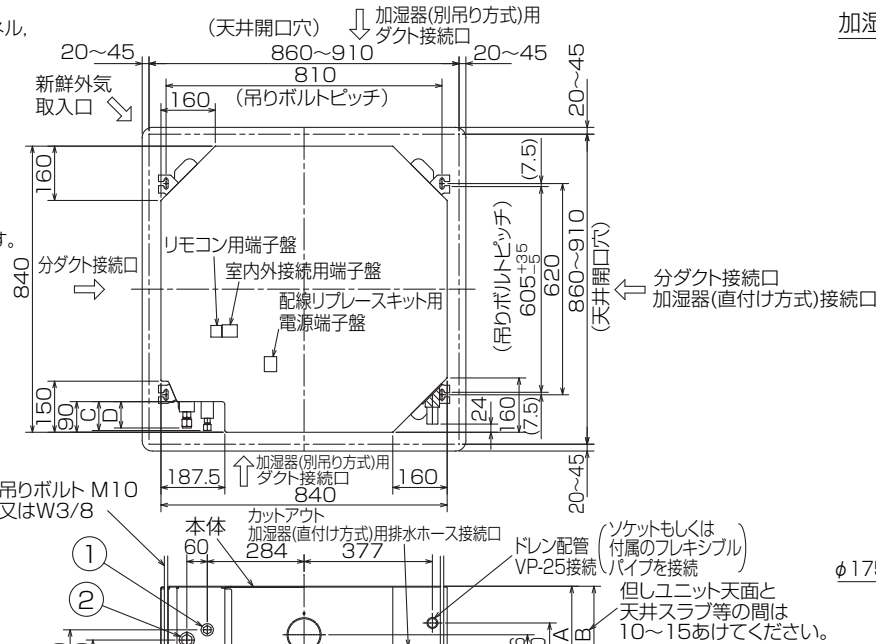 ネル,
(天井開口穴)
加湿器(別吊り方式)用
ダクト接続口
加湿
20〜45
860〜910
20〜45
810
(吊りボルトピッチ)
新鮮外気
取入口
160
20〜45
160
(7.5)
す。
840
分ダクト接続口
リモコン用端子盤
室内外接続用端子盤
配線リプレースキット用
電源端子盤
(吊りボルトピッチ)
605+35-5
620
860〜910
(天井開口穴)
分ダクト接続口
加湿器(直付け方式)接続口
150
90
C
D
24
160
(7.5)
20〜45
187.5
加湿器(別吊り方式)用
ダクト接続口
160
840
吊りボルト M10
又はW3/8
本体
カットアウト
加湿器(直付け方式)用排水ホース接続口
60
284
377
ドレン配管
VP-25接続
(ソケットもしくは
付属のフレキシブル
パイプを接続)
①
②
φ175
但しユニット天面と
天井スラブ等の間は
10〜15あけてください。
A
B